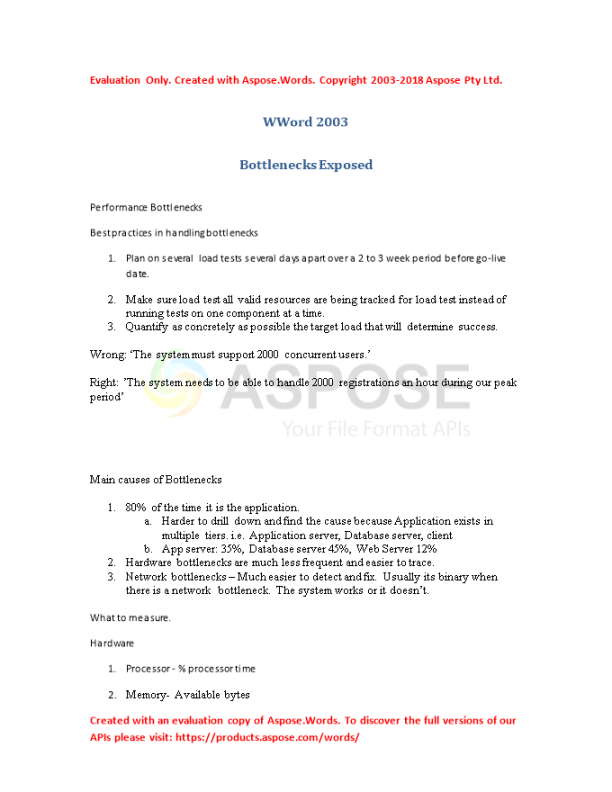 Evaluation Only. Created with Aspose.Words. Copyright 2003-2018 Aspose Pty Ltd.
WWord 2003
Bottlenecks Exposed
Performance Bottlenecks
Best practices in handling bottlenecks
1. Plan on several load tests several days apart over a 2 to 3 week period before go-live
date.
2. Make sure load test all valid resources are being tracked for load test instead of
running tests on one component at a time.
3. Quantify as concretely as possible the target load that will determine success.
Wrong: ‘The system must support 2000 concurrent users.’
Right: ’The system needs to be able to handle 2000 registrations an hour during our peak
period’
ASPOSE
Your File Format APIs
Main causes of Bottlenecks
1. 80% of the time it is the application.
a. Harder to drill down and find the cause because Application exists in
multiple tiers. i.e. Application server, Database server, client
b. App server: 35%, Database server 45%, Web Server 12%
2. Hardware bottlenecks are much less frequent and easier to trace.
3. Network bottlenecks – Much easier to detect and fix. Usually its binary when
there is a network bottleneck. The system works or it doesn’t.
What to measure.
Hardware
1. Processor - % processor time
2. Memory- Available bytes
Created with an evaluation copy of Aspose.Words. To discover the full versions of our
APIs please visit: https://products.aspose.com/words/